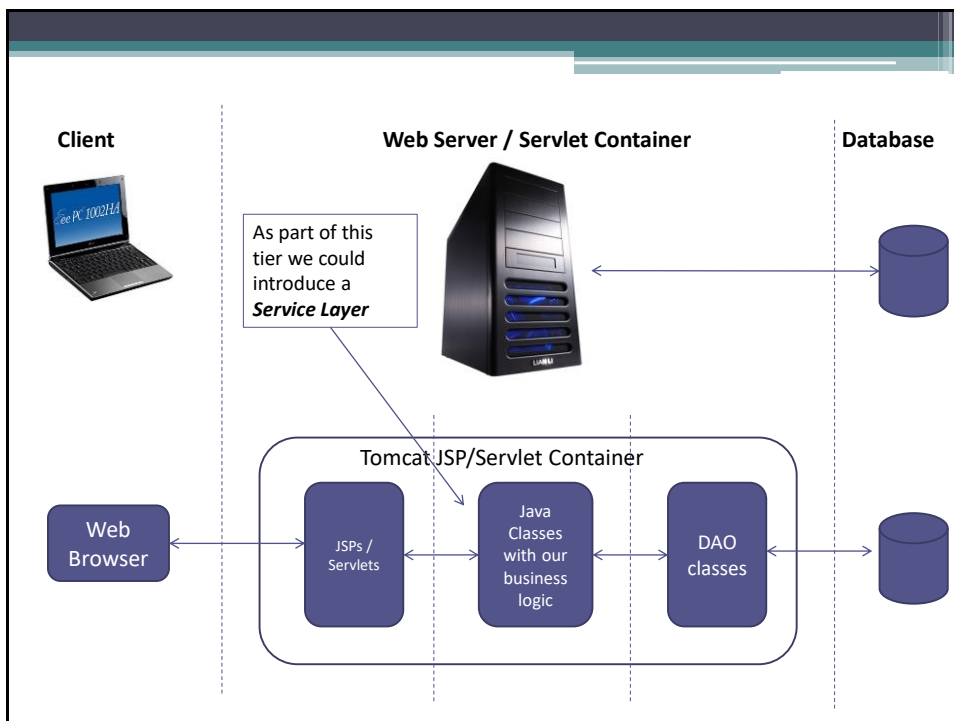 Client
Web Server / Servlet Container
Database
Eee PC 1002HA
As part of this
tier we could
introduce a
Service Layer
LIAN LI
Tomcat JSP/Servlet Container
Web
Browser
JSPs /
Servlets
Java
Classes
with our
business
logic
DAO
classes